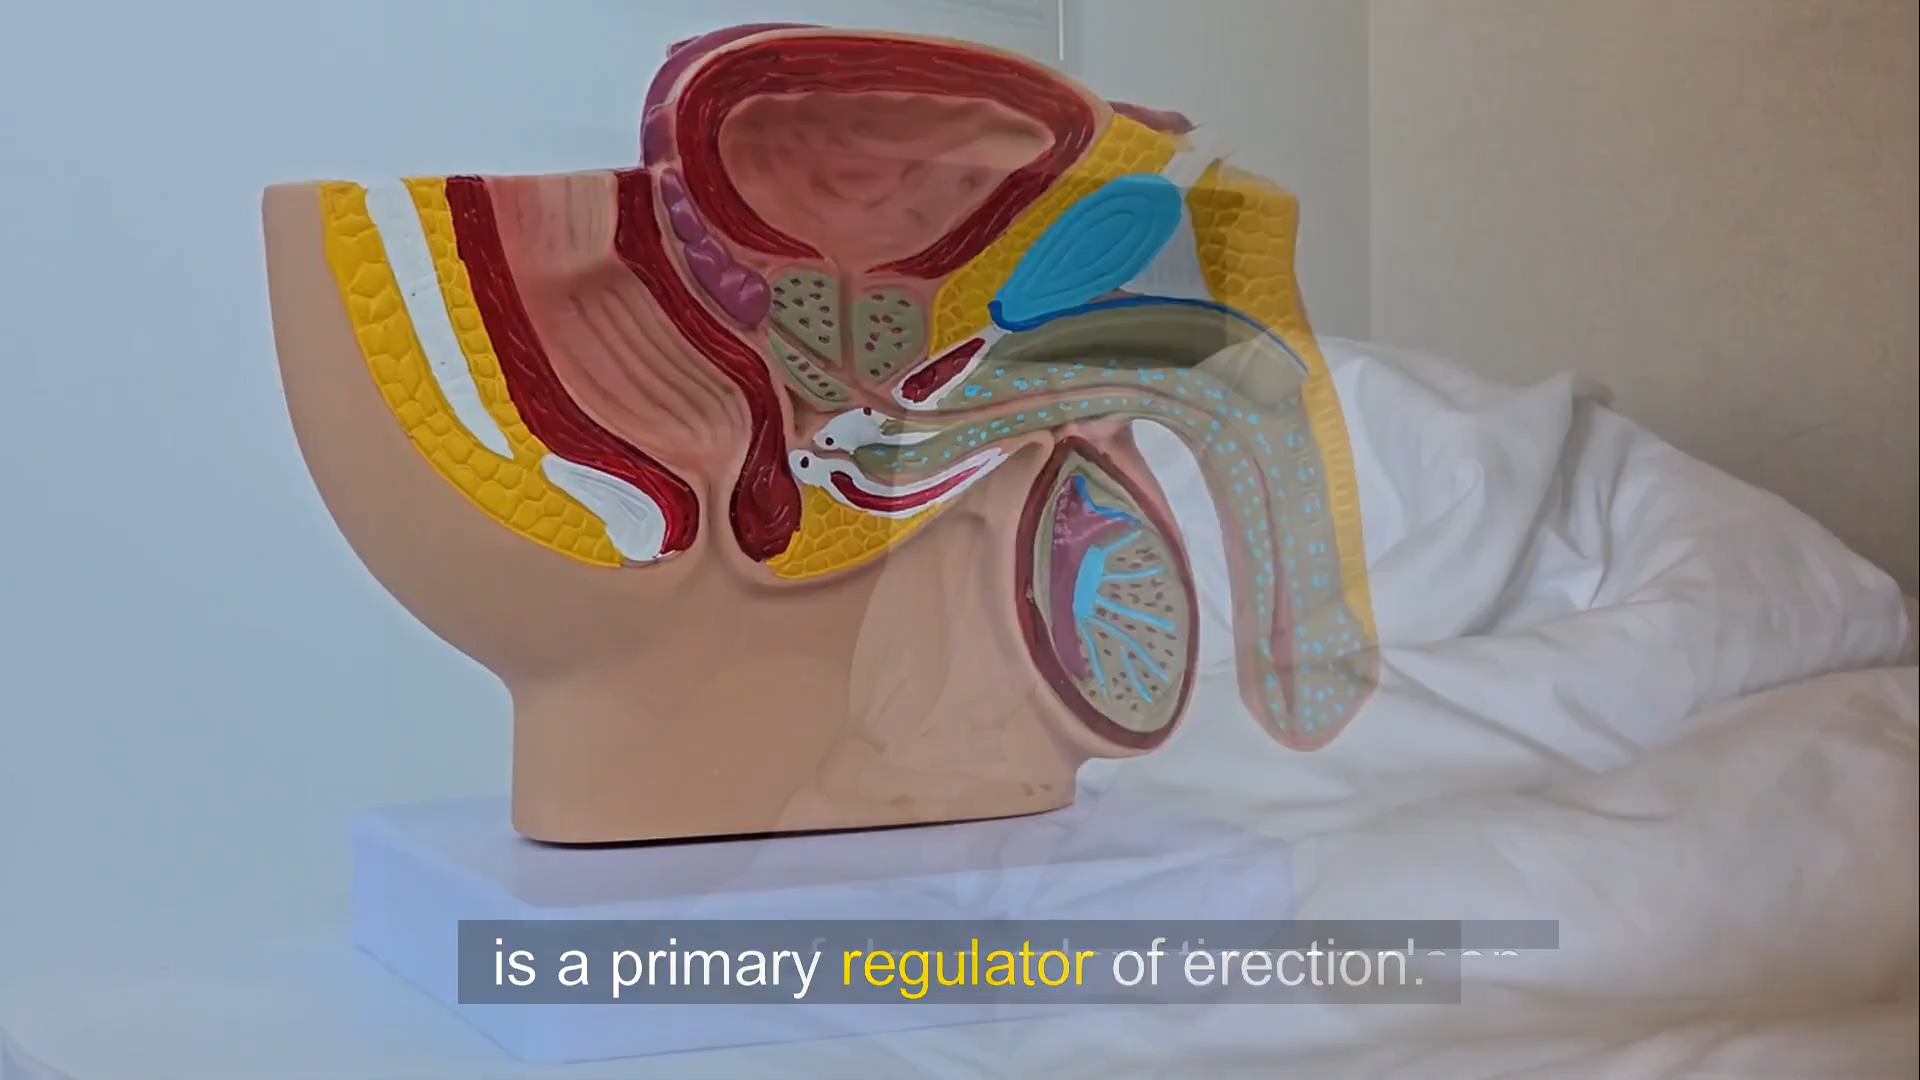 is a primary regulator of erection.